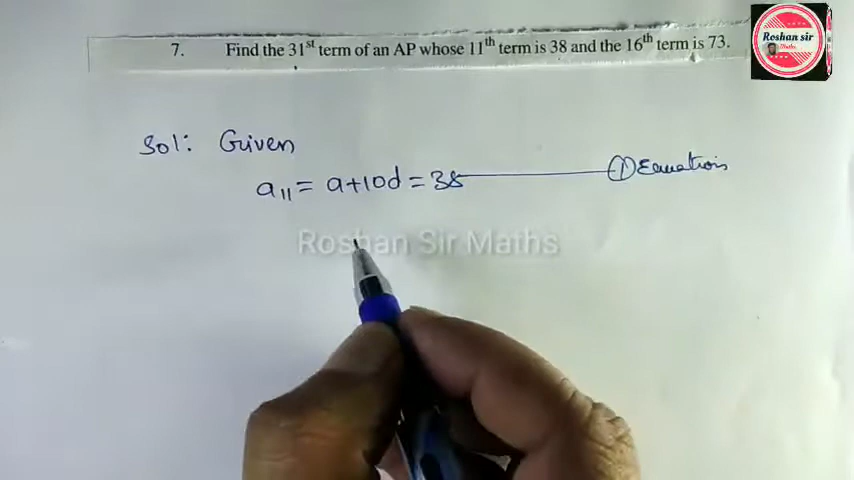 7. Find the 31st term of an AP whose 11th term is 38 and the 16th term is 73.
Roshan sir
Maths
Sol: Given
a11 = a+10d = 38 ——— ① Equation
Roshan Sir Maths